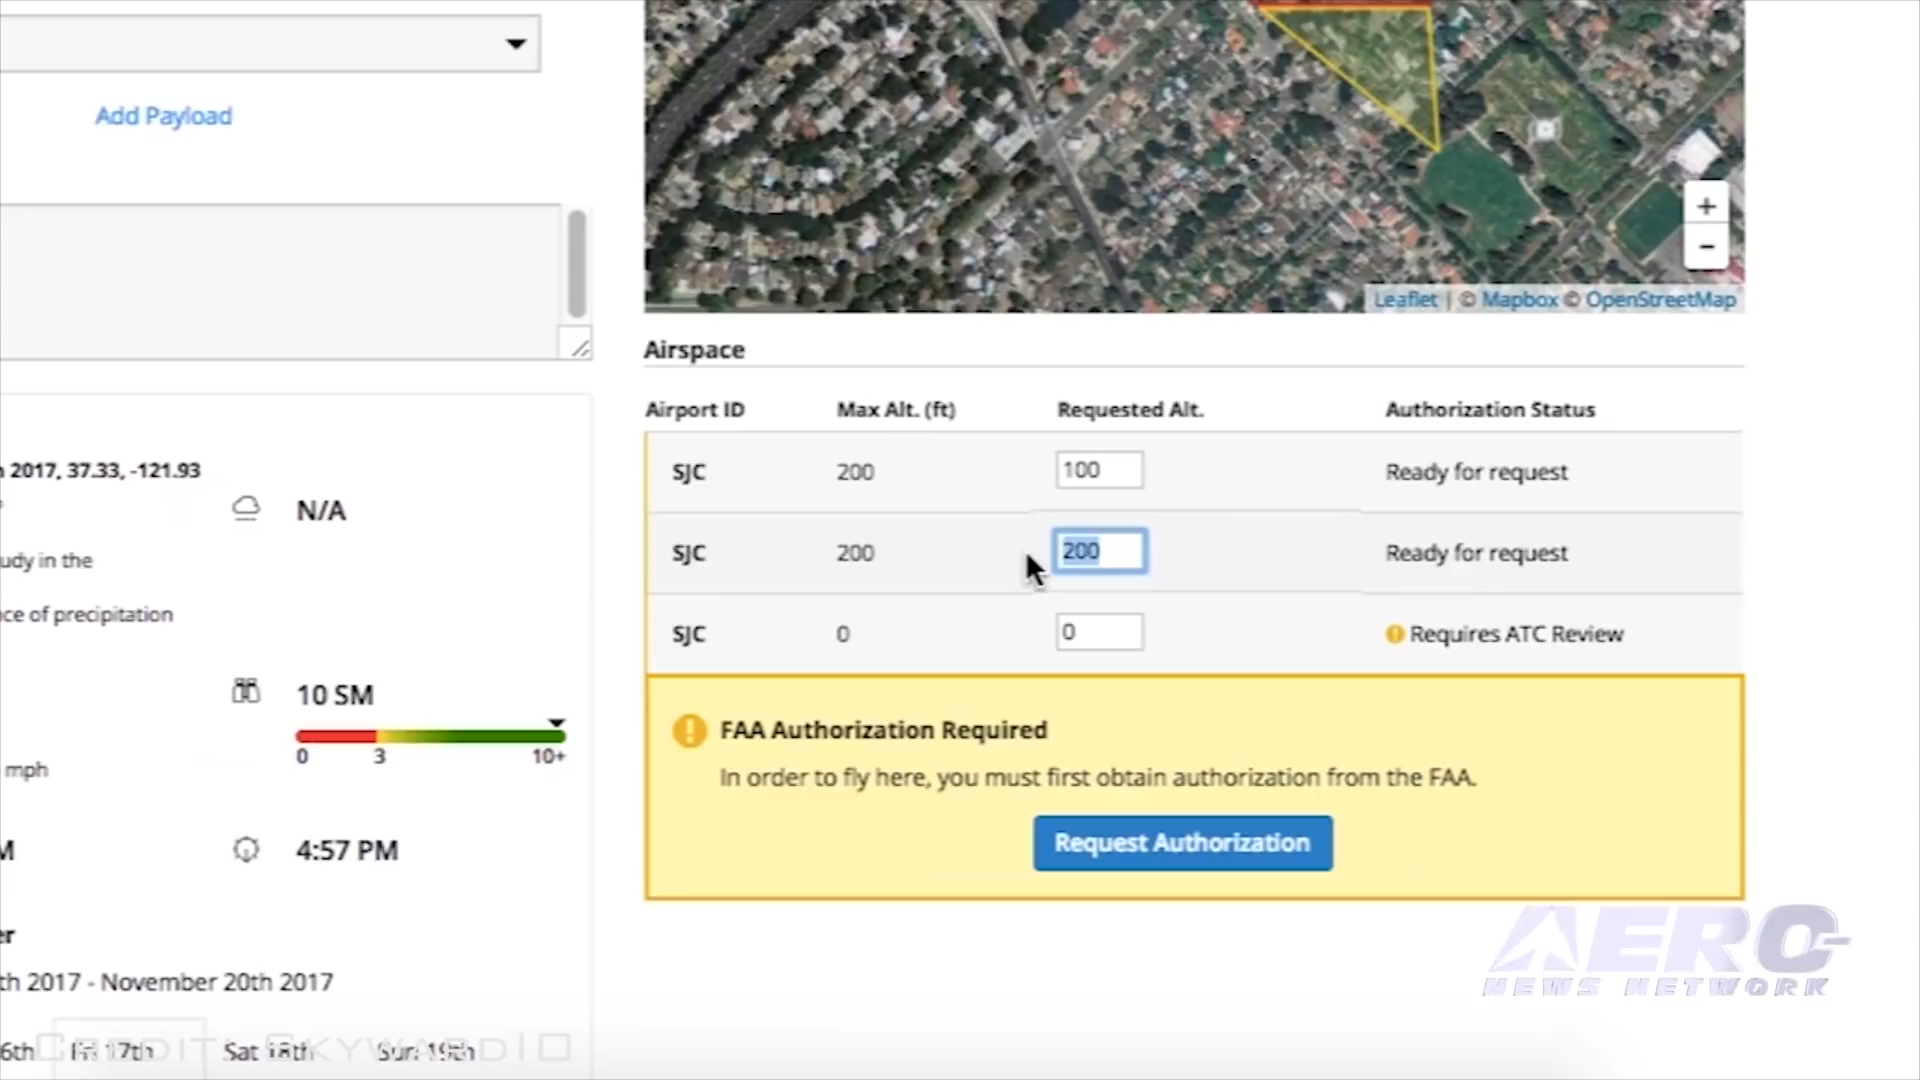 Add Payload
+
−
Leaflet | © Mapbox © OpenStreetMap
Airspace
Airport ID Max Alt. (ft) Requested Alt. Authorization Status
SJC 200 100 Ready for request
SJC 200 200 Ready for request
SJC 0 0 Requires ATC Review
FAA Authorization Required
In order to fly here, you must first obtain authorization from the FAA.
Request Authorization
2017, 37.33, -121.93
N/A
udy in the
ce of precipitation
10 SM
0 3 10+
mph
M
4:57 PM
er
th 2017 - November 20th 2017
6th Fri 17th Sat 18th Sun 19th
Credit: Skyward IO
AERO-
NEWS NETWORK